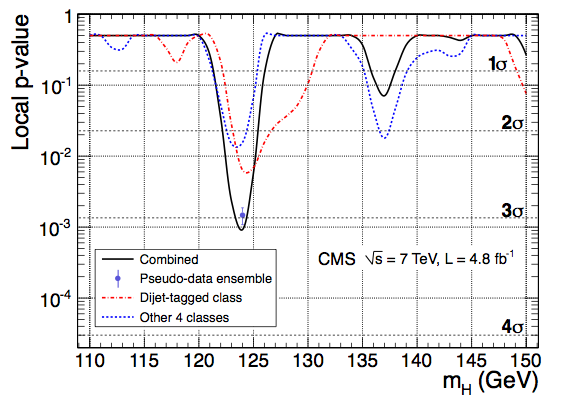 Local p-value
1
10⁻¹
10⁻²
10⁻³
10⁻⁴
1σ
2σ
3σ
4σ
CMS √s = 7 TeV, L = 4.8 fb⁻¹
Combined
Pseudo-data ensemble
Dijet-tagged class
Other 4 classes
110 115 120 125 130 135 140 145 150
m_H (GeV)